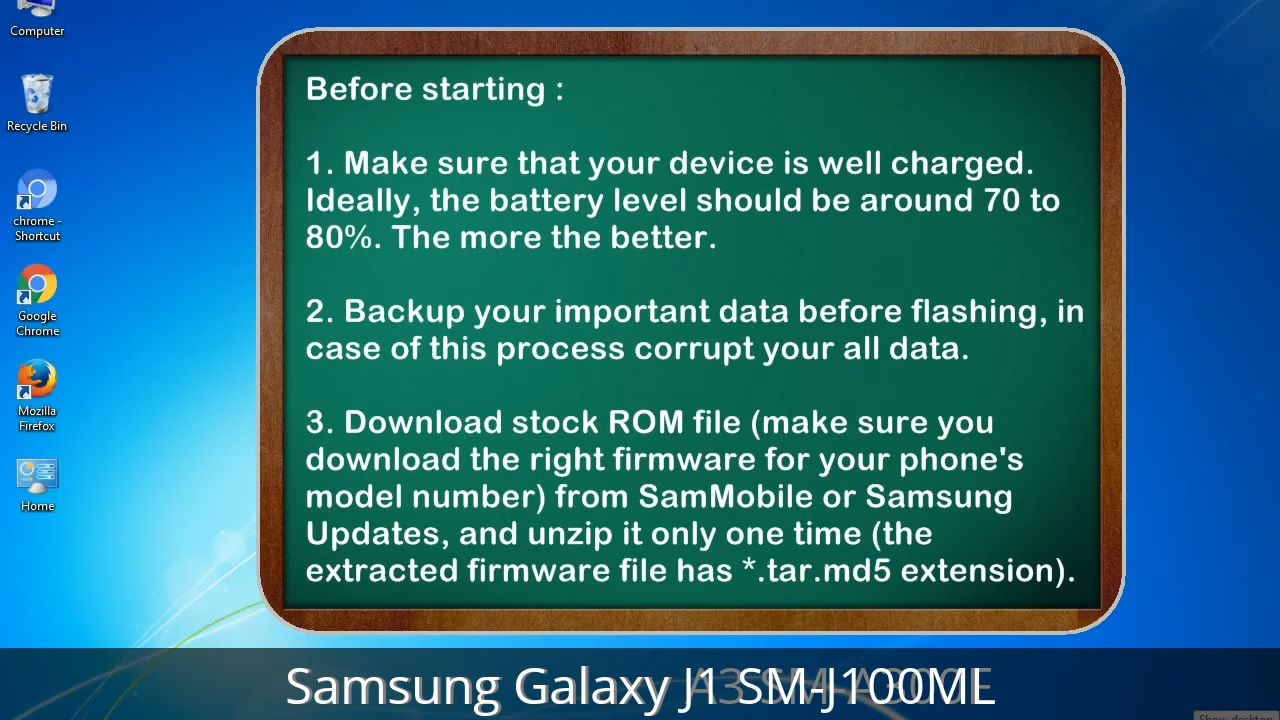 Computer
Recycle Bin
chrome -
Shortcut
Google
Chrome
Mozilla
Firefox
Home
Before starting :
1. Make sure that your device is well charged.
Ideally, the battery level should be around 70 to
80%. The more the better.
2. Backup your important data before flashing, in
case of this process corrupt your all data.
3. Download stock ROM file (make sure you
download the right firmware for your phone's
model number) from SamMobile or Samsung
Updates, and unzip it only one time (the
extracted firmware file has *.tar.md5 extension).
Samsung Galaxy J1 SM-J100ML
Show desktop